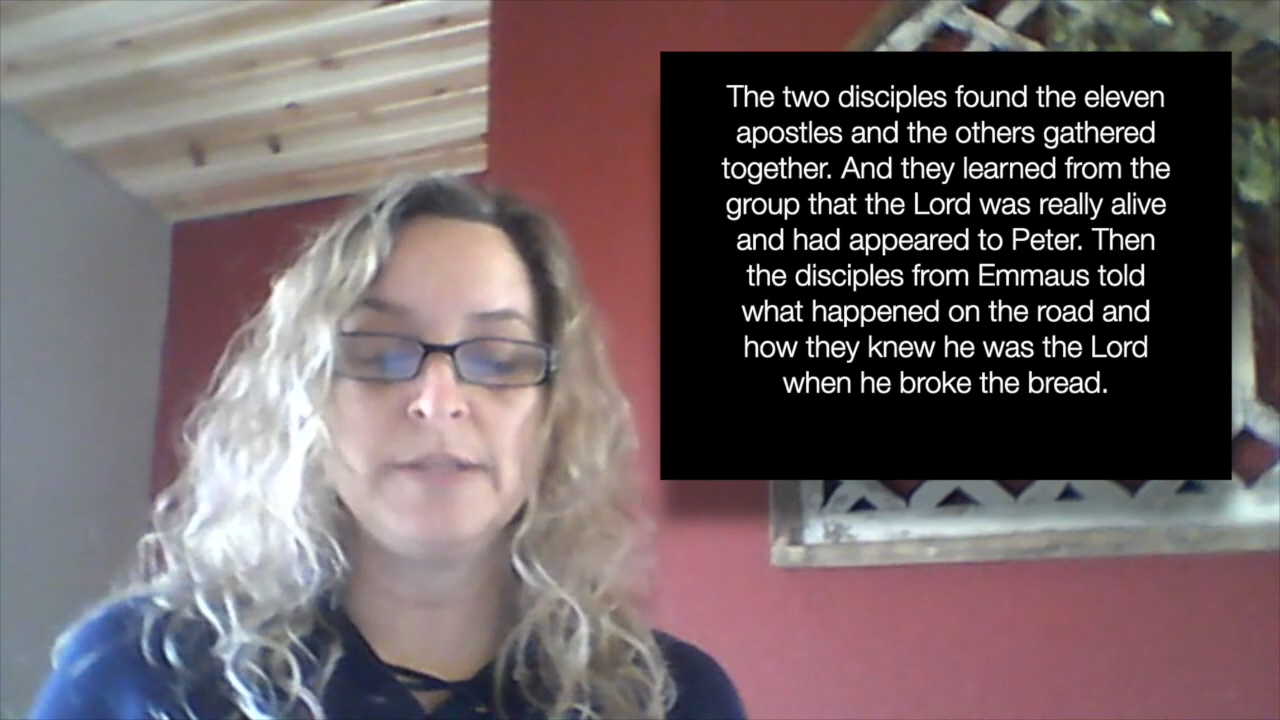 The two disciples found the eleven
apostles and the others gathered
together. And they learned from the
group that the Lord was really alive
and had appeared to Peter. Then
the disciples from Emmaus told
what happened on the road and
how they knew he was the Lord
when he broke the bread.